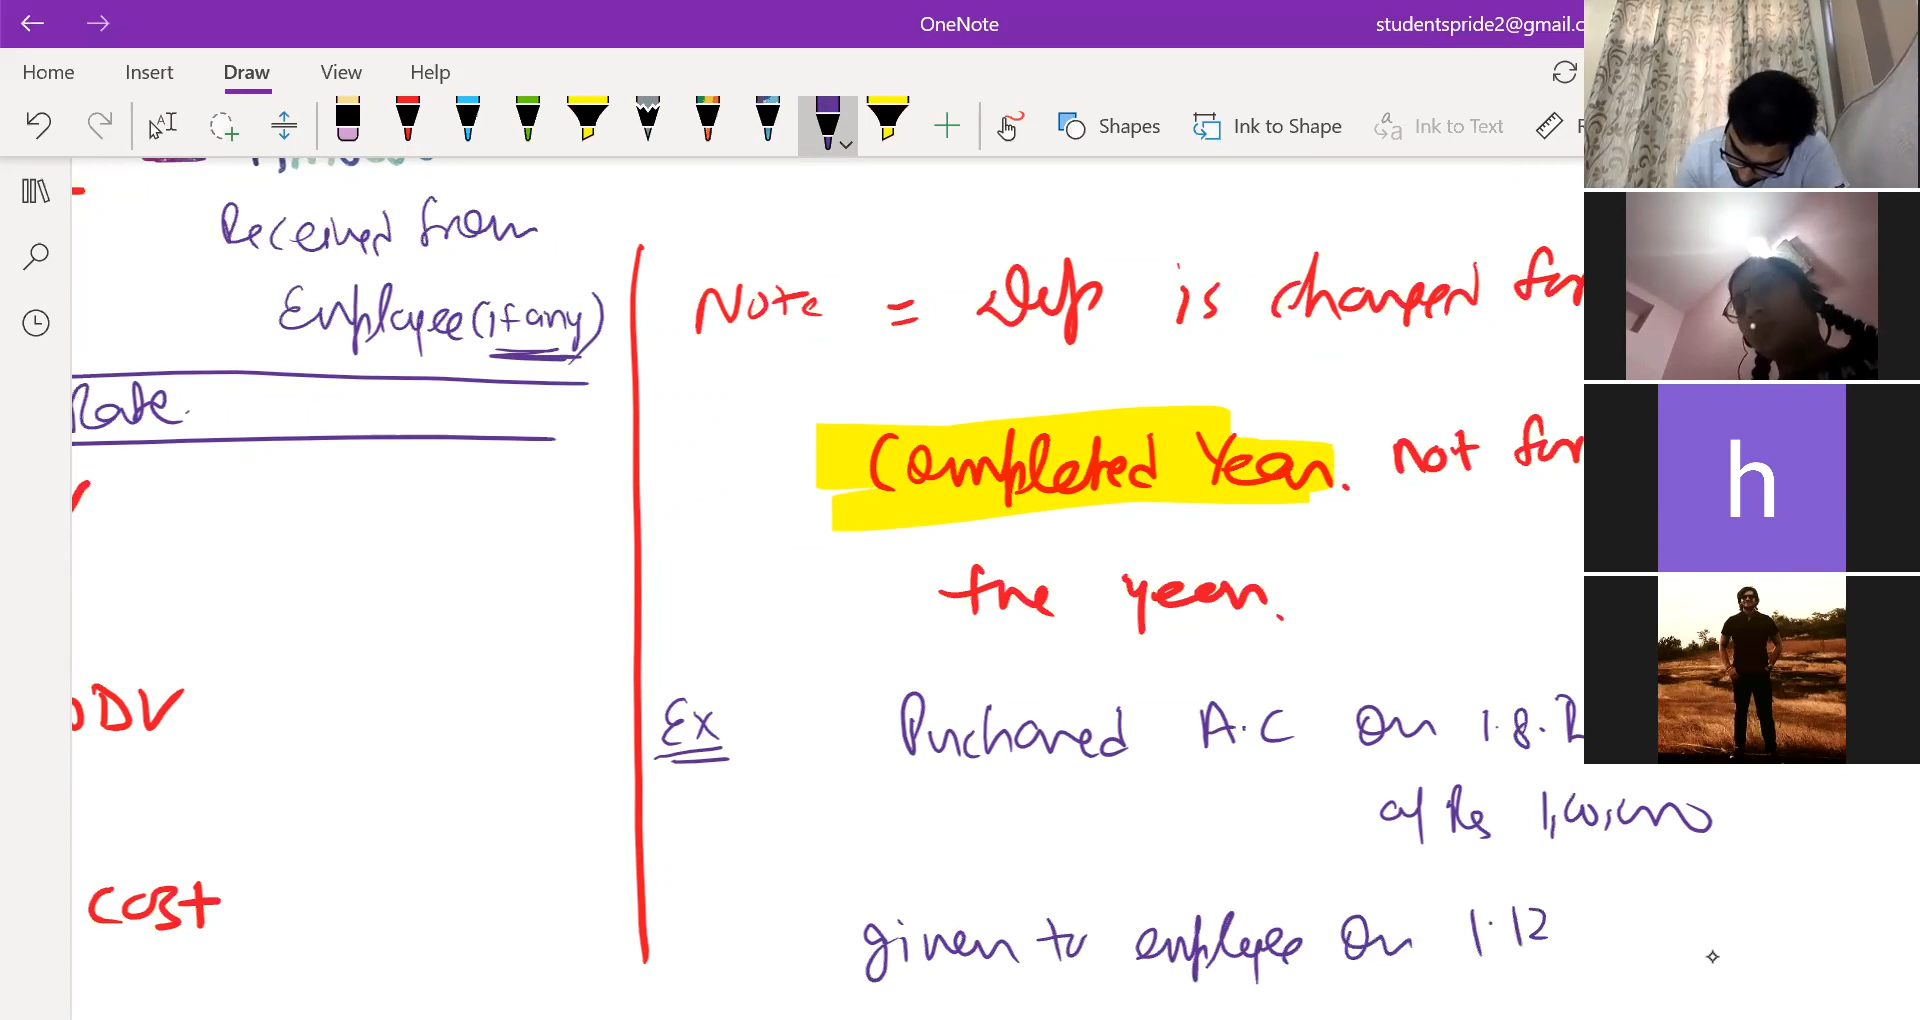 OneNote
studentspride2@gmail.c
Home Insert Draw View Help
Shapes Ink to Shape Ink to Text R
Received from
Employee (if any)
Rate.
DV
Cost
Note = Dep is charged for
Completed Year. not for
the year.
Ex Purchased A.C On 1.8.2
of Rs 1,00,000
given to employee On 1.12
h